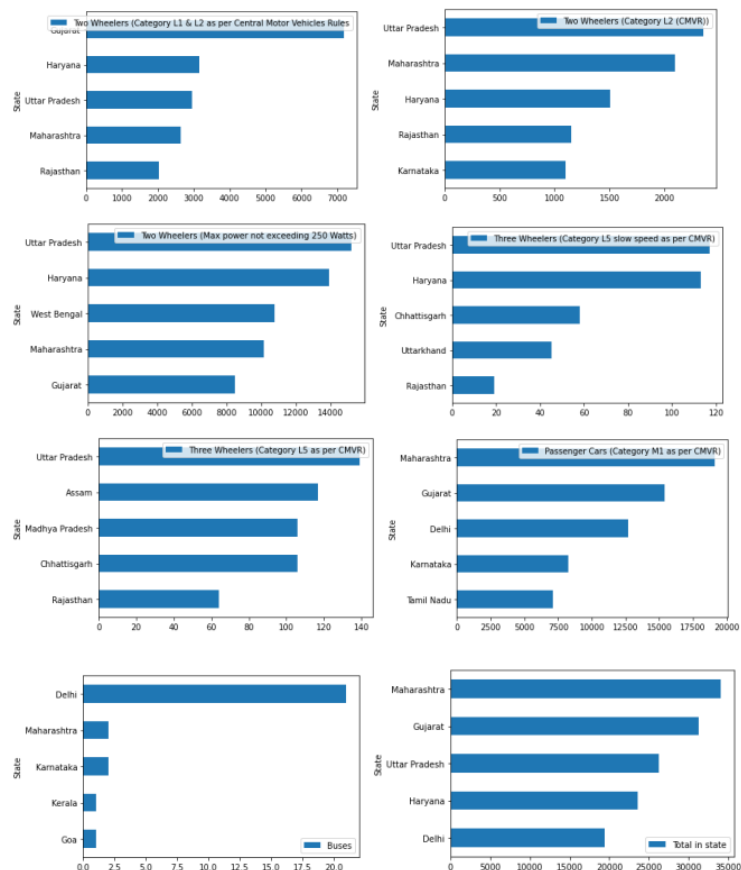 Two Wheelers (Category L1 & L2 as per Central Motor Vehicles Rules
Gujarat
Haryana
Uttar Pradesh
Maharashtra
Rajasthan
State
0 1000 2000 3000 4000 5000 6000 7000
Two Wheelers (Category L2 (CMVR))
Uttar Pradesh
Maharashtra
Haryana
Rajasthan
Karnataka
State
0 500 1000 1500 2000
Two Wheelers (Max power not exceeding 250 Watts)
Uttar Pradesh
Haryana
West Bengal
Maharashtra
Gujarat
State
0 2000 4000 6000 8000 10000 12000 14000
Three Wheelers (Category L5 slow speed as per CMVR)
Uttar Pradesh
Haryana
Chhattisgarh
Uttarkhand
Rajasthan
State
0 20 40 60 80 100 120
Three Wheelers (Category L5 as per CMVR)
Uttar Pradesh
Assam
Madhya Pradesh
Chhattisgarh
Rajasthan
State
0 20 40 60 80 100 120 140
Passenger Cars (Category M1 as per CMVR)
Maharashtra
Gujarat
Delhi
Karnataka
Tamil Nadu
State
0 2500 5000 7500 10000 12500 15000 17500 20000
Delhi
Maharashtra
Karnataka
Kerala
Goa
State
Buses
0.0 2.5 5.0 7.5 10.0 12.5 15.0 17.5 20.0
Maharashtra
Gujarat
Uttar Pradesh
Haryana
Delhi
State
Total in state
0 5000 10000 15000 20000 25000 30000 35000